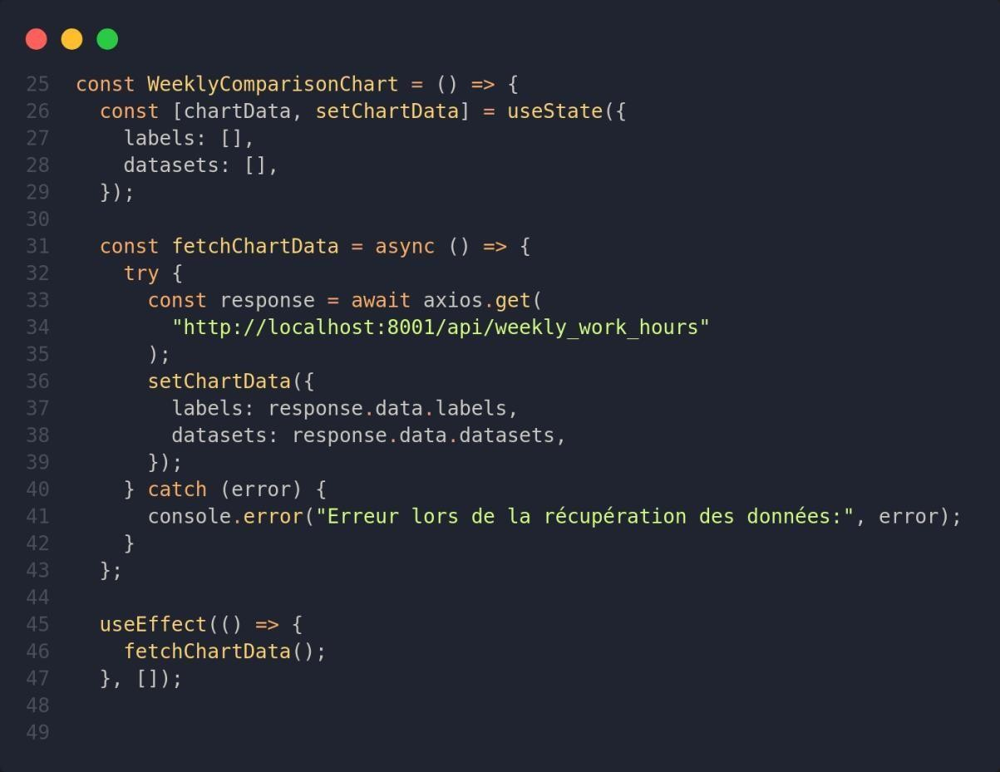 25 const WeeklyComparisonChart = () => {
26   const [chartData, setChartData] = useState({
27     labels: [],
28     datasets: [],
29   });
30
31   const fetchChartData = async () => {
32     try {
33       const response = await axios.get(
34         "http://localhost:8001/api/weekly_work_hours"
35       );
36       setChartData({
37         labels: response.data.labels,
38         datasets: response.data.datasets,
39       });
40     } catch (error) {
41       console.error("Erreur lors de la récupération des données:", error);
42     }
43   };
44
45   useEffect(() => {
46     fetchChartData();
47   }, []);
48
49